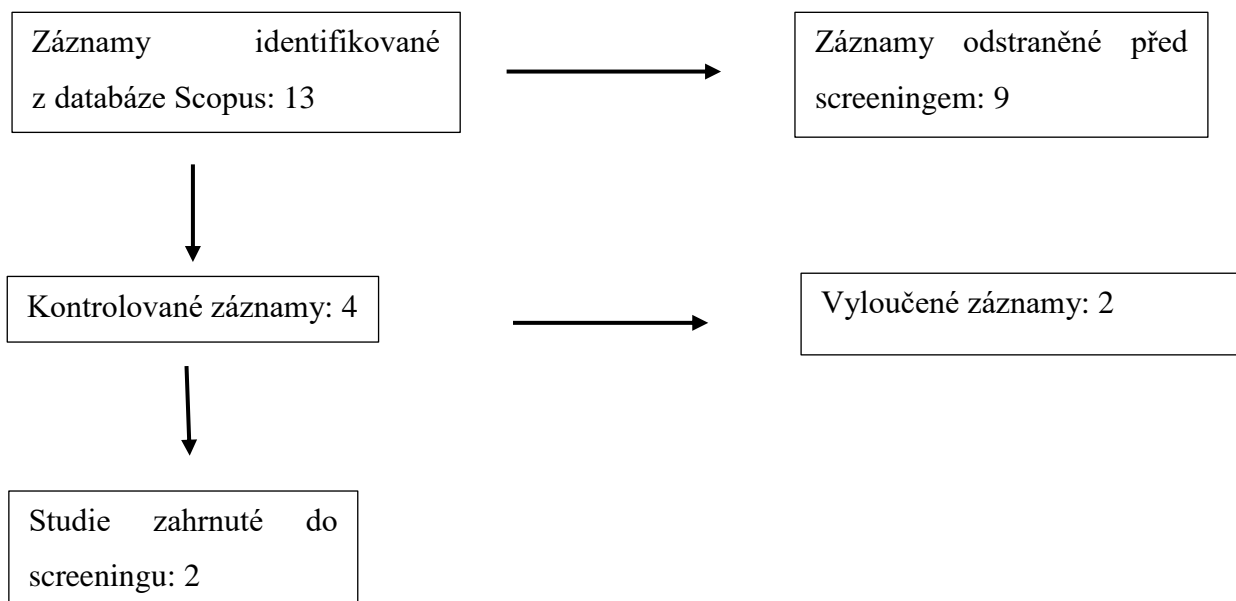 Záznamy identifikované
z databáze Scopus: 13
Záznamy odstraněné před
screeningem: 9
Kontrolované záznamy: 4
Vyloučené záznamy: 2
Studie zahrnuté do
screeningu: 2